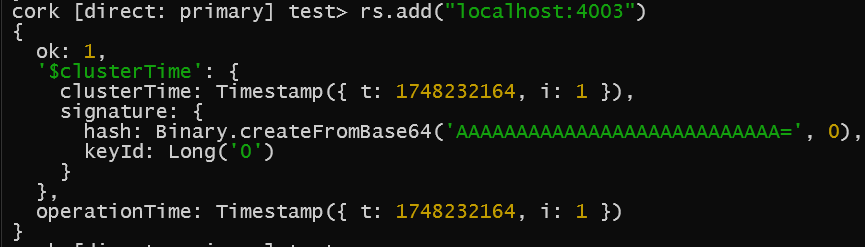 cork [direct: primary] test> rs.add("localhost:4003")
{
  ok: 1,
  '$clusterTime': {
    clusterTime: Timestamp({ t: 1748232164, i: 1 }),
    signature: {
      hash: Binary.createFromBase64('AAAAAAAAAAAAAAAAAAAAAAAAAAA=', 0),
      keyId: Long('0')
    }
  },
  operationTime: Timestamp({ t: 1748232164, i: 1 })
}